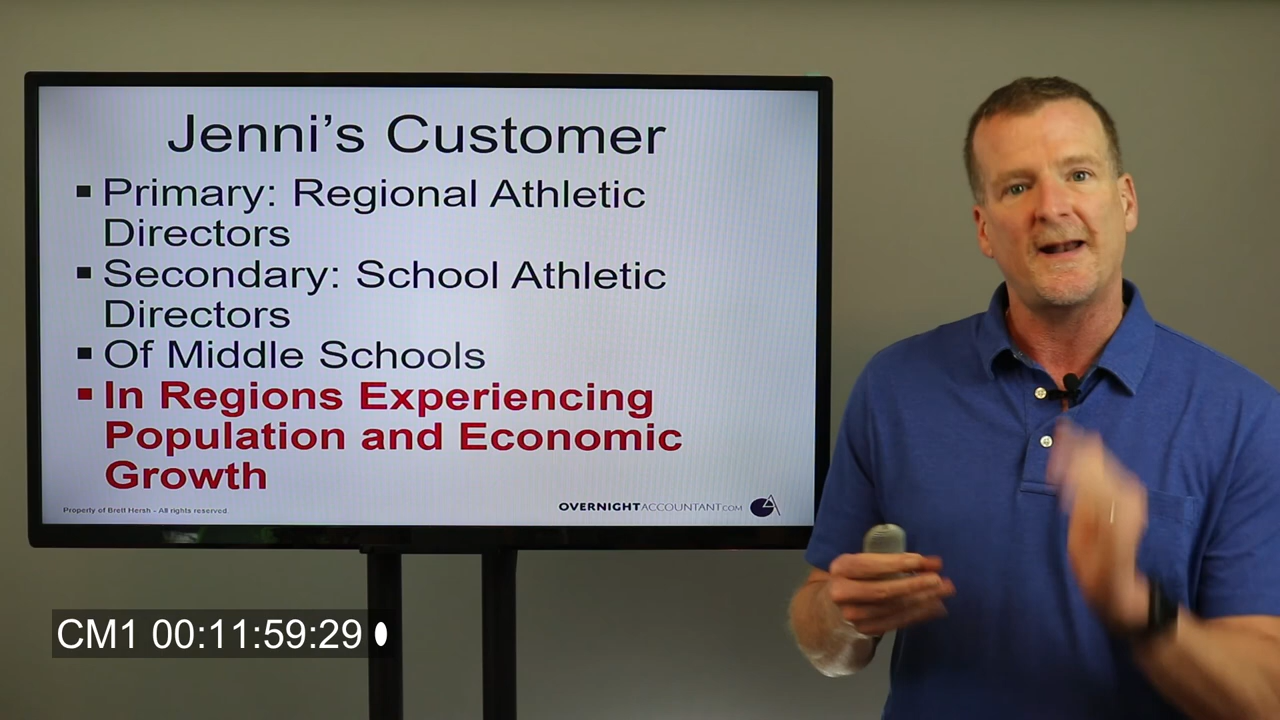 Jenni's Customer
▪ Primary: Regional Athletic
Directors
▪ Secondary: School Athletic
Directors
▪ Of Middle Schools
▪ In Regions Experiencing
Population and Economic
Growth
Property of Brett Hersh - All rights reserved.
OVERNIGHTACCOUNTANT.COM
CM1 00:11:59:29